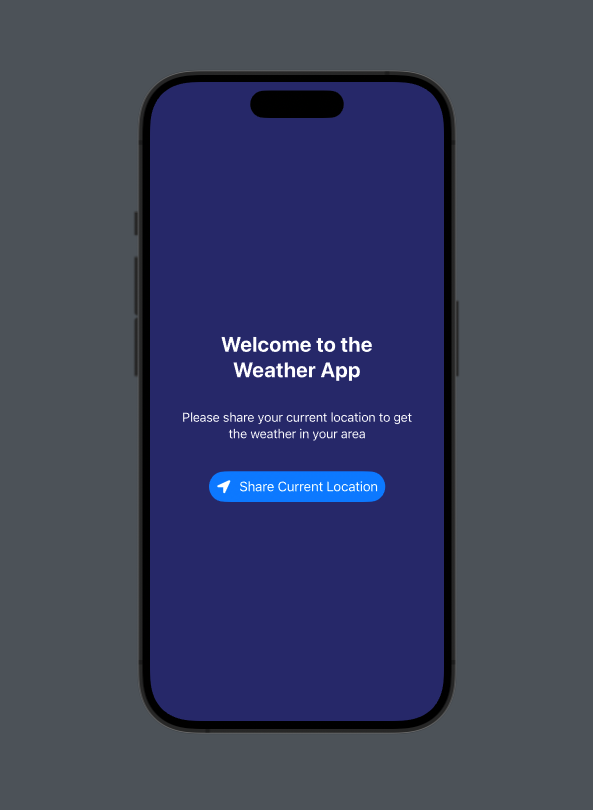 Welcome to the
Weather App
Please share your current location to get
the weather in your area
Share Current Location